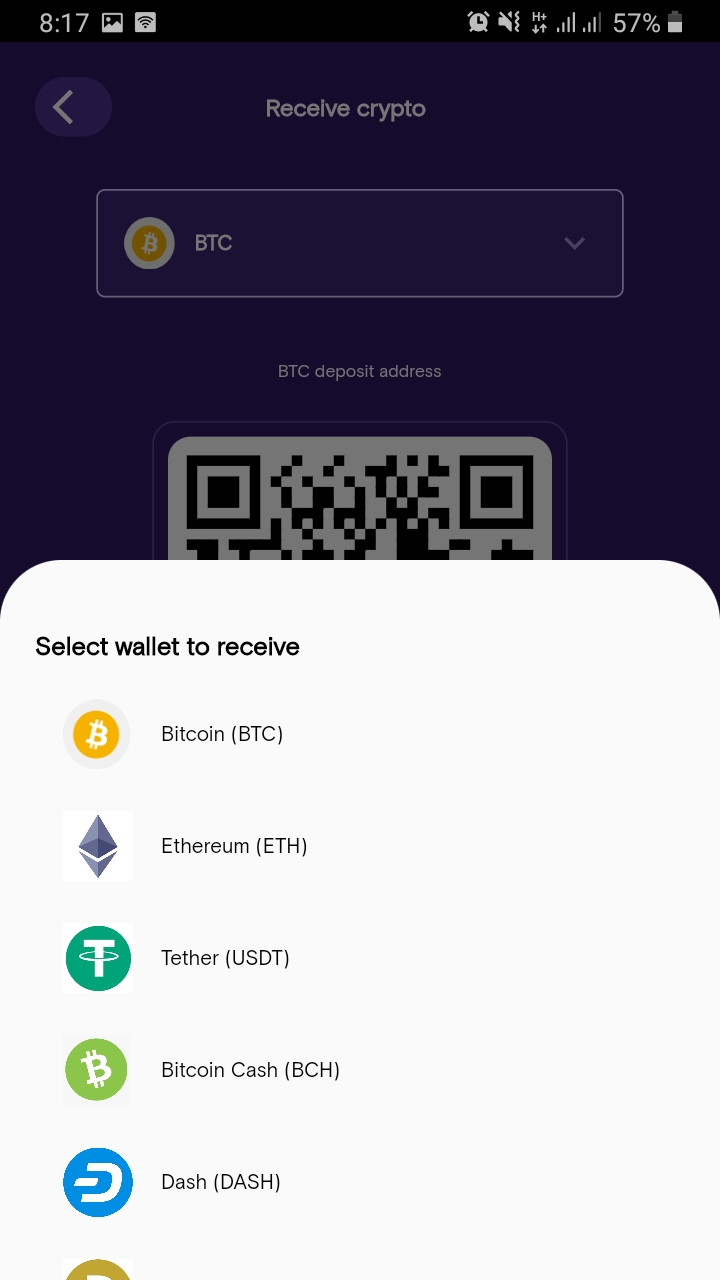 8:17
57%
Receive crypto
BTC
BTC deposit address
Select wallet to receive
Bitcoin (BTC)
Ethereum (ETH)
Tether (USDT)
Bitcoin Cash (BCH)
Dash (DASH)